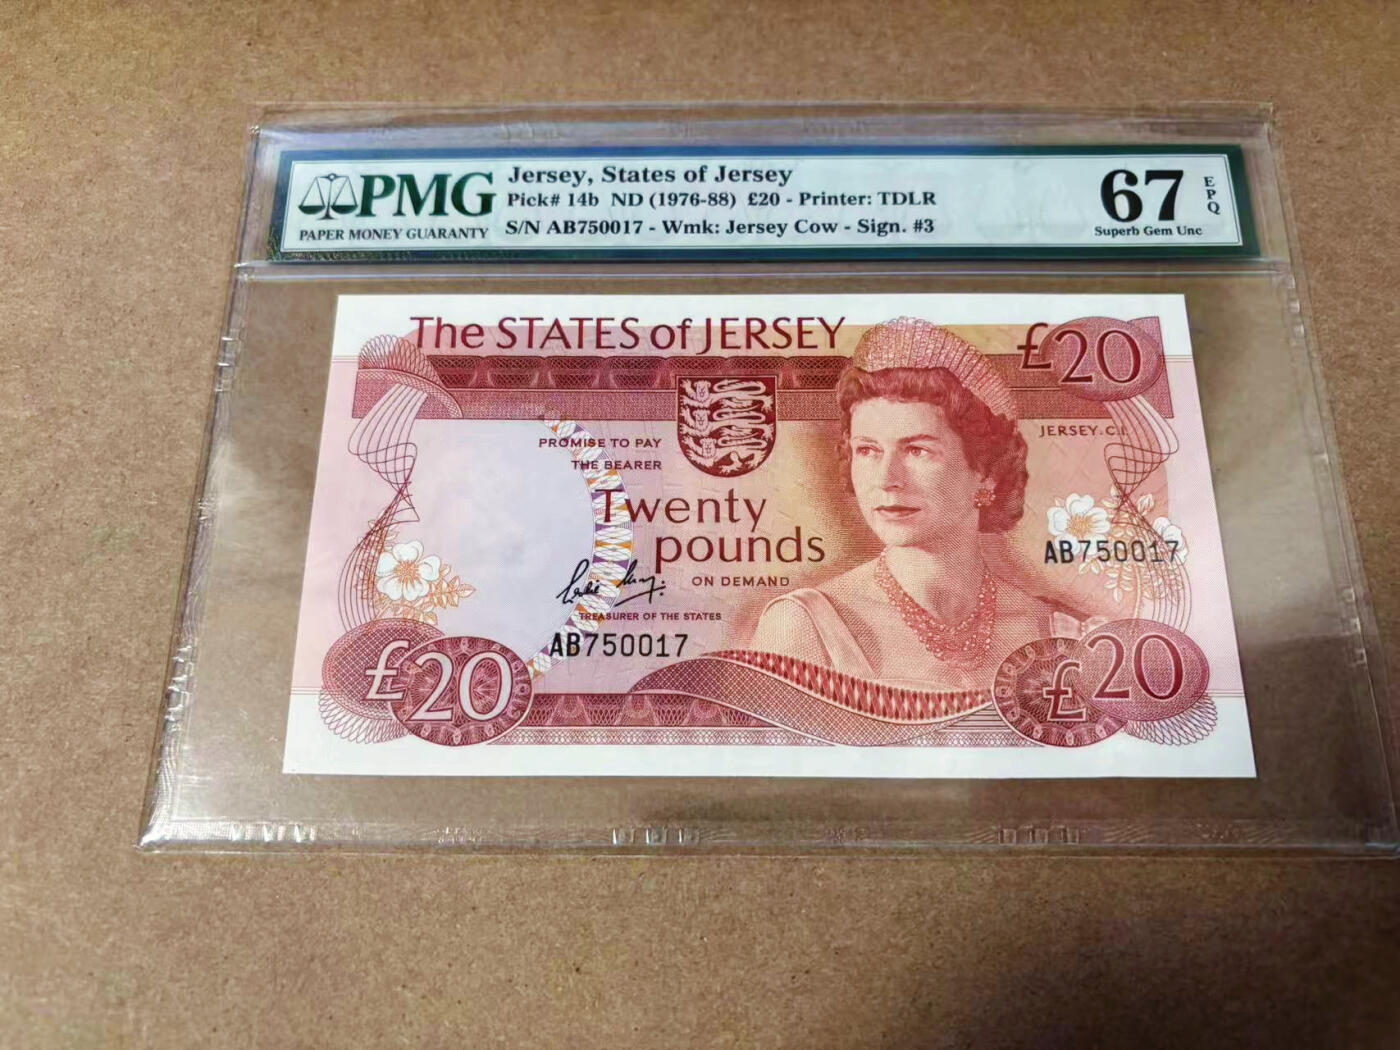 PMG
PAPER MONEY GUARANTY
Jersey, States of Jersey
Pick# 14b ND (1976-88) £20 - Printer: TDLR
S/N AB750017 - Wmk: Jersey Cow - Sign. #3
67
EPQ
Superb Gem Unc
The STATES of JERSEY
£20
JERSEY.C.I.
PROMISE TO PAY
THE BEARER
Twenty
pounds
ON DEMAND
AB750017
TREASURER OF THE STATES
AB750017
£20
£
£20